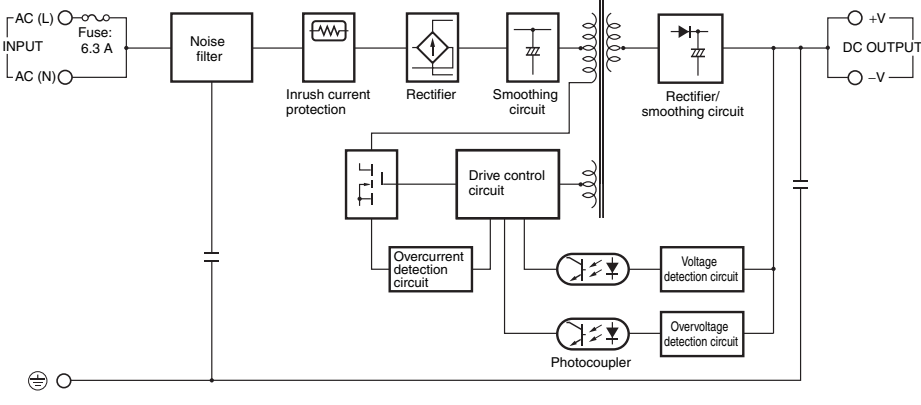 AC (L)
Fuse:
6.3 A
INPUT
AC (N)
Noise
filter
Inrush current
protection
Rectifier
Smoothing
circuit
Rectifier/
smoothing circuit
+V
DC OUTPUT
−V
Drive control
circuit
Overcurrent
detection
circuit
Voltage
detection circuit
Overvoltage
detection circuit
Photocoupler